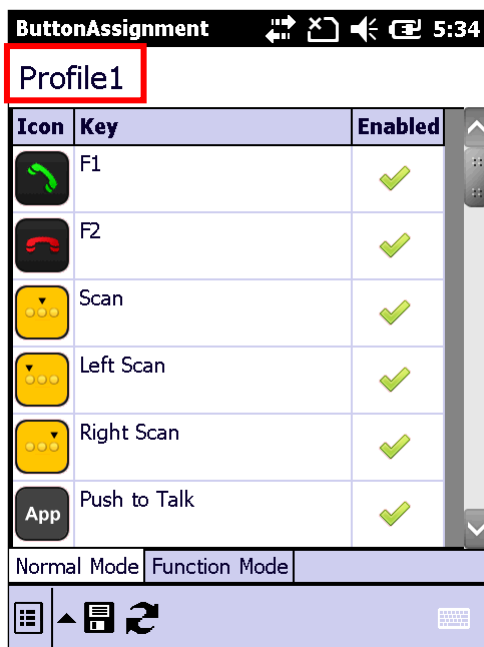 ButtonAssignment 5:34
Profile1
Icon Key Enabled
F1
F2
Scan
Left Scan
Right Scan
App Push to Talk
Normal Mode Function Mode